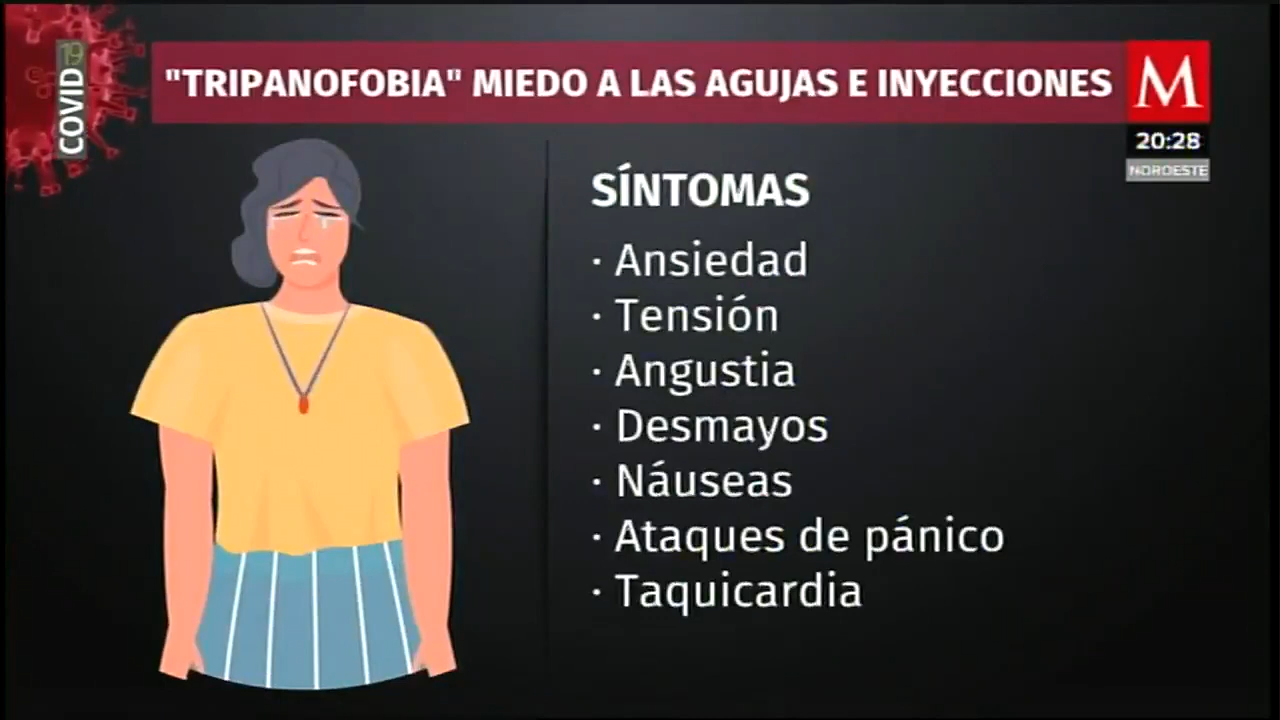 COVID 19
"TRIPANOFOBIA" MIEDO A LAS AGUJAS E INYECCIONES
M
20:28
NOROESTE
SÍNTOMAS
· Ansiedad
· Tensión
· Angustia
· Desmayos
· Náuseas
· Ataques de pánico
· Taquicardia